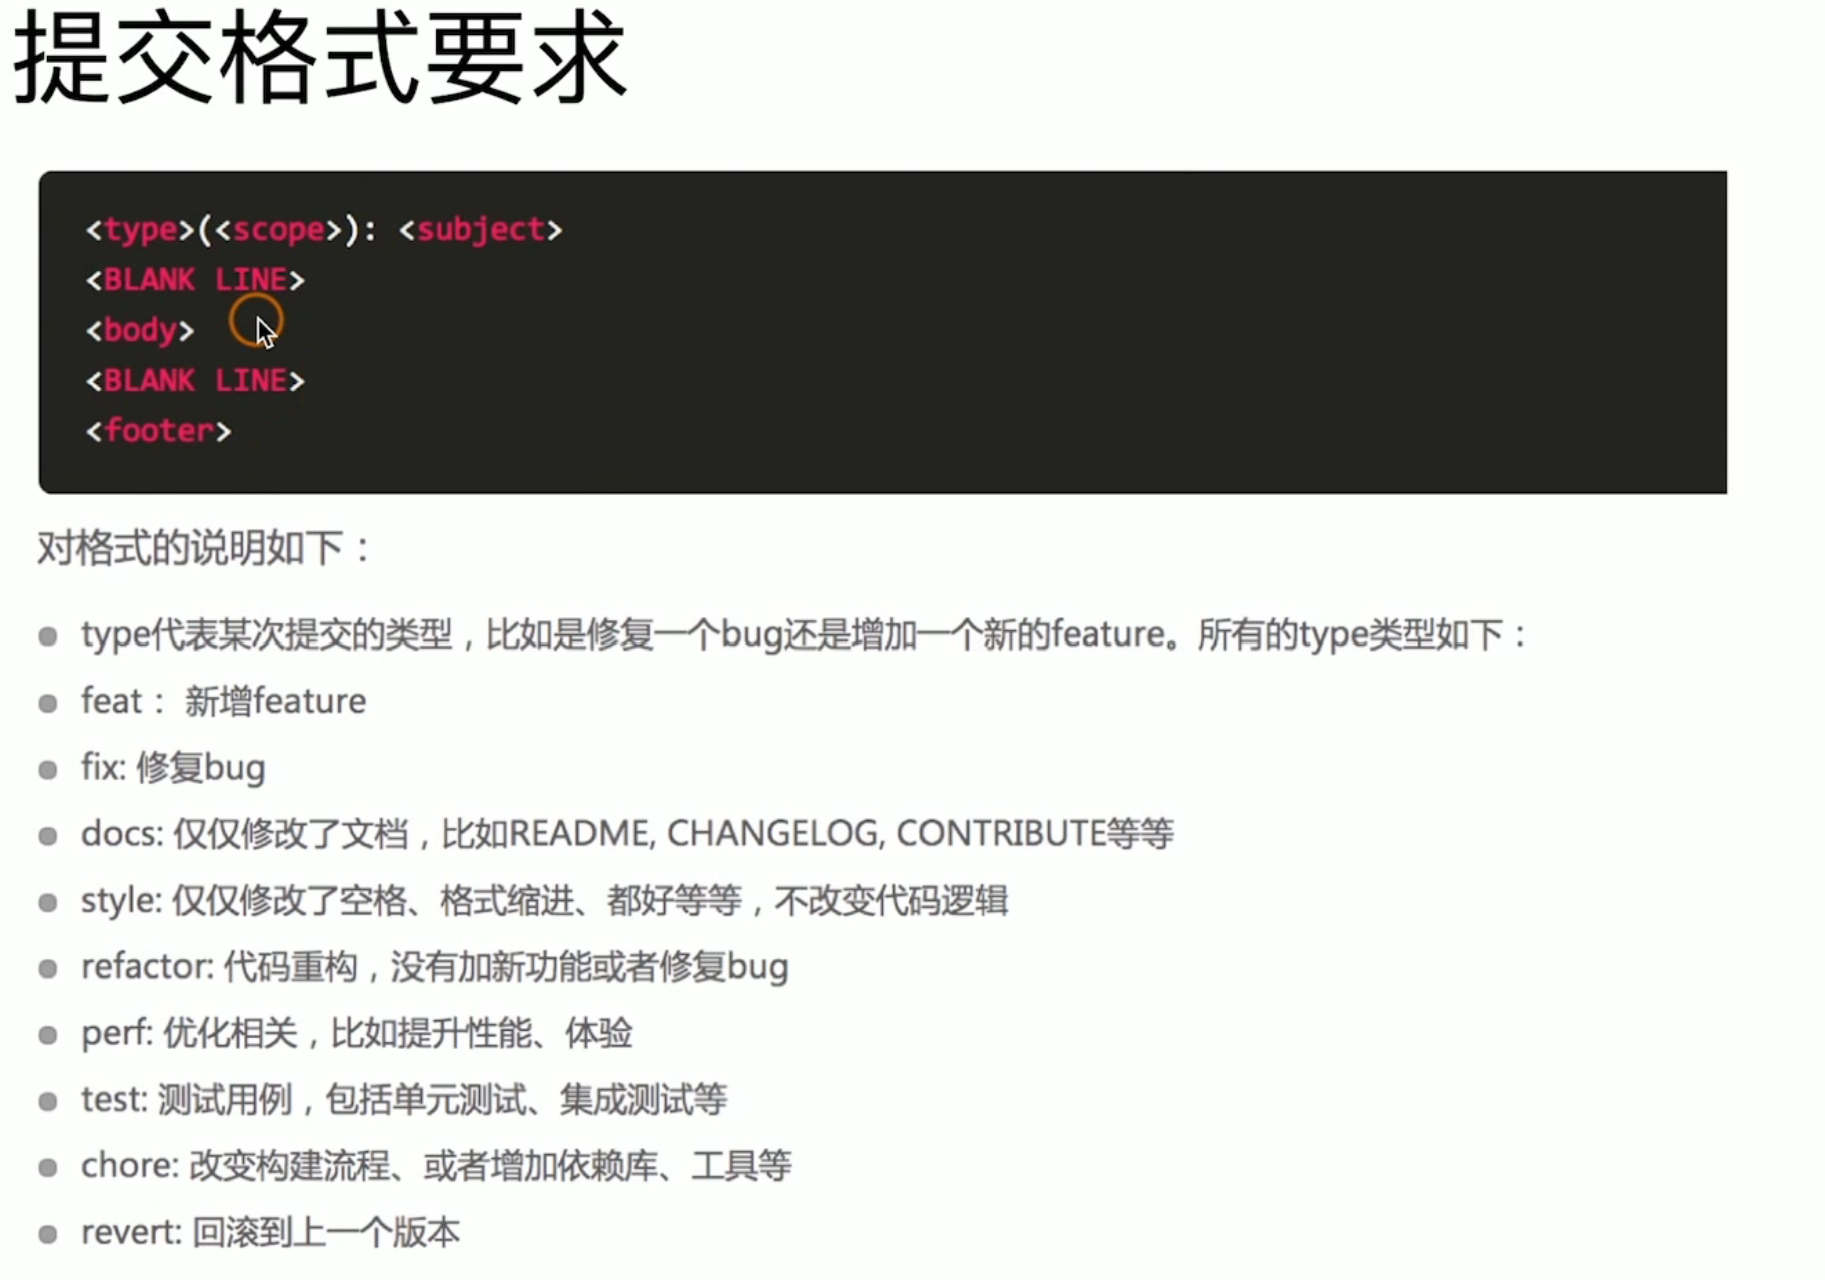 提交格式要求
<type>(<scope>): <subject>
<BLANK LINE>
<body>
<BLANK LINE>
<footer>
对格式的说明如下：
type代表某次提交的类型，比如是修复一个bug还是增加一个新的feature。所有的type类型如下：
feat： 新增feature
fix: 修复bug
docs: 仅仅修改了文档，比如README, CHANGELOG, CONTRIBUTE等等
style: 仅仅修改了空格、格式缩进、都好等等，不改变代码逻辑
refactor: 代码重构，没有加新功能或者修复bug
perf: 优化相关，比如提升性能、体验
test: 测试用例，包括单元测试、集成测试等
chore: 改变构建流程、或者增加依赖库、工具等
revert: 回滚到上一个版本